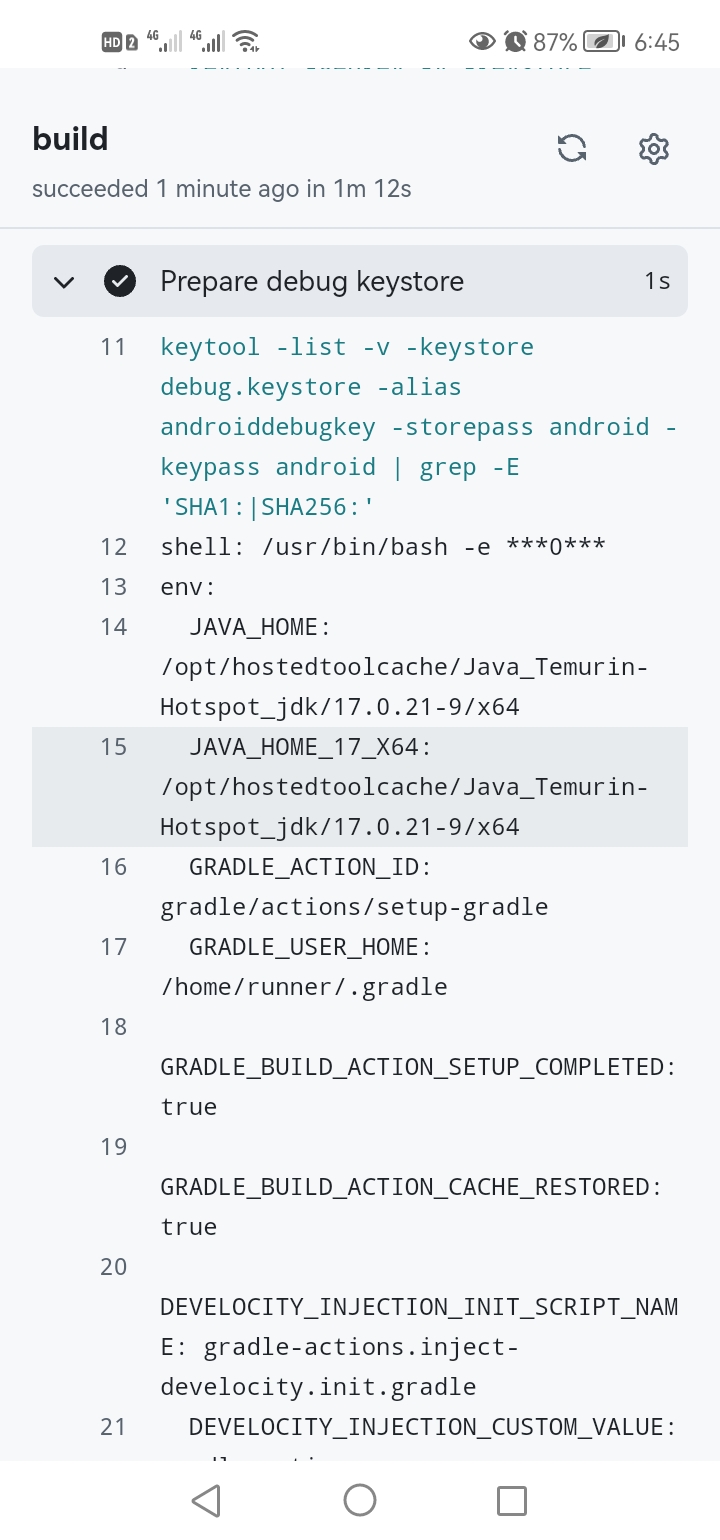 HD 2 4G 4G 87% 6:45
build
succeeded 1 minute ago in 1m 12s
Prepare debug keystore 1s
11 keytool -list -v -keystore
debug.keystore -alias
androiddebugkey -storepass android -
keypass android | grep -E
'SHA1:|SHA256:'
12 shell: /usr/bin/bash -e ***0***
13 env:
14 JAVA_HOME:
/opt/hostedtoolcache/Java_Temurin-
Hotspot_jdk/17.0.21-9/x64
15 JAVA_HOME_17_X64:
/opt/hostedtoolcache/Java_Temurin-
Hotspot_jdk/17.0.21-9/x64
16 GRADLE_ACTION_ID:
gradle/actions/setup-gradle
17 GRADLE_USER_HOME:
/home/runner/.gradle
18
GRADLE_BUILD_ACTION_SETUP_COMPLETED:
true
19
GRADLE_BUILD_ACTION_CACHE_RESTORED:
true
20
DEVELOCITY_INJECTION_INIT_SCRIPT_NAM
E: gradle-actions.inject-
develocity.init.gradle
21 DEVELOCITY_INJECTION_CUSTOM_VALUE: